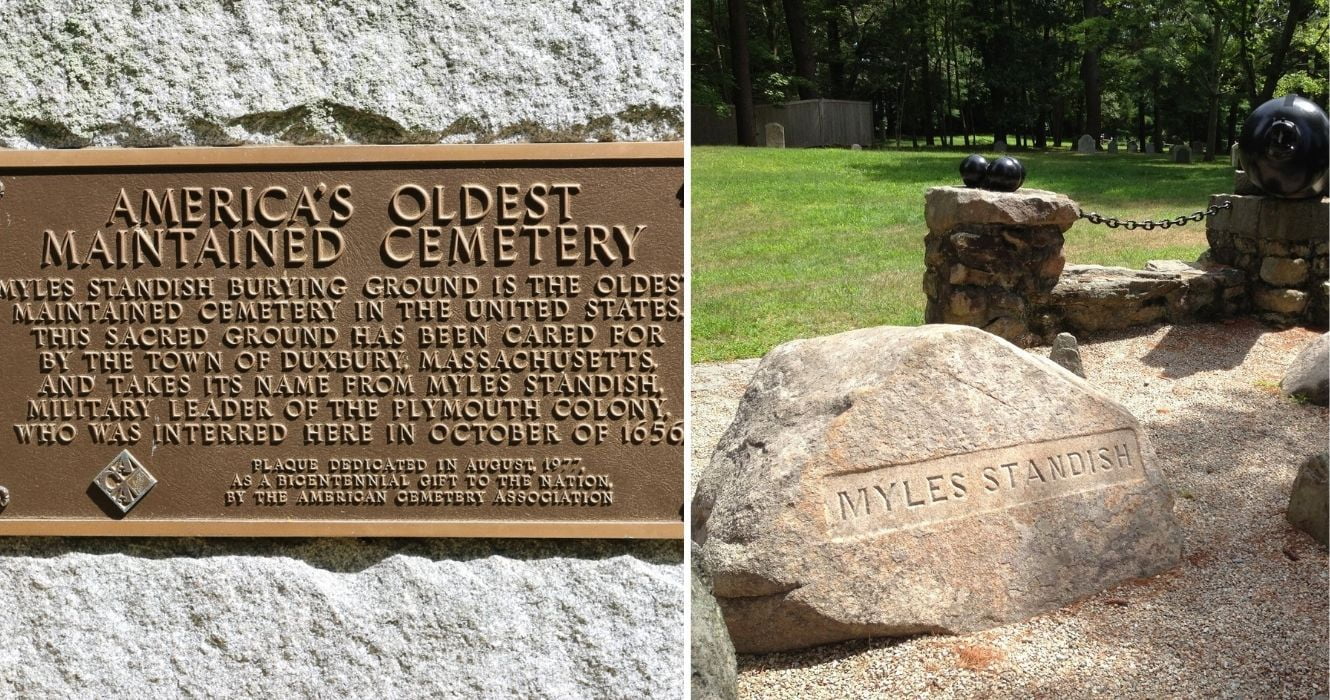 AMERICA'S OLDEST
MAINTAINED CEMETERY
MYLES STANDISH BURYING GROUND IS THE OLDEST
MAINTAINED CEMETERY IN THE UNITED STATES.
THIS SACRED GROUND HAS BEEN CARED FOR
BY THE TOWN OF DUXBURY, MASSACHUSETTS,
AND TAKES ITS NAME FROM MYLES STANDISH,
MILITARY LEADER OF THE PLYMOUTH COLONY,
WHO WAS INTERRED HERE IN OCTOBER OF 1656
PLAQUE DEDICATED IN AUGUST, 1977,
AS A BICENTENNIAL GIFT TO THE NATION,
BY THE AMERICAN CEMETERY ASSOCIATION
MYLES STANDISH